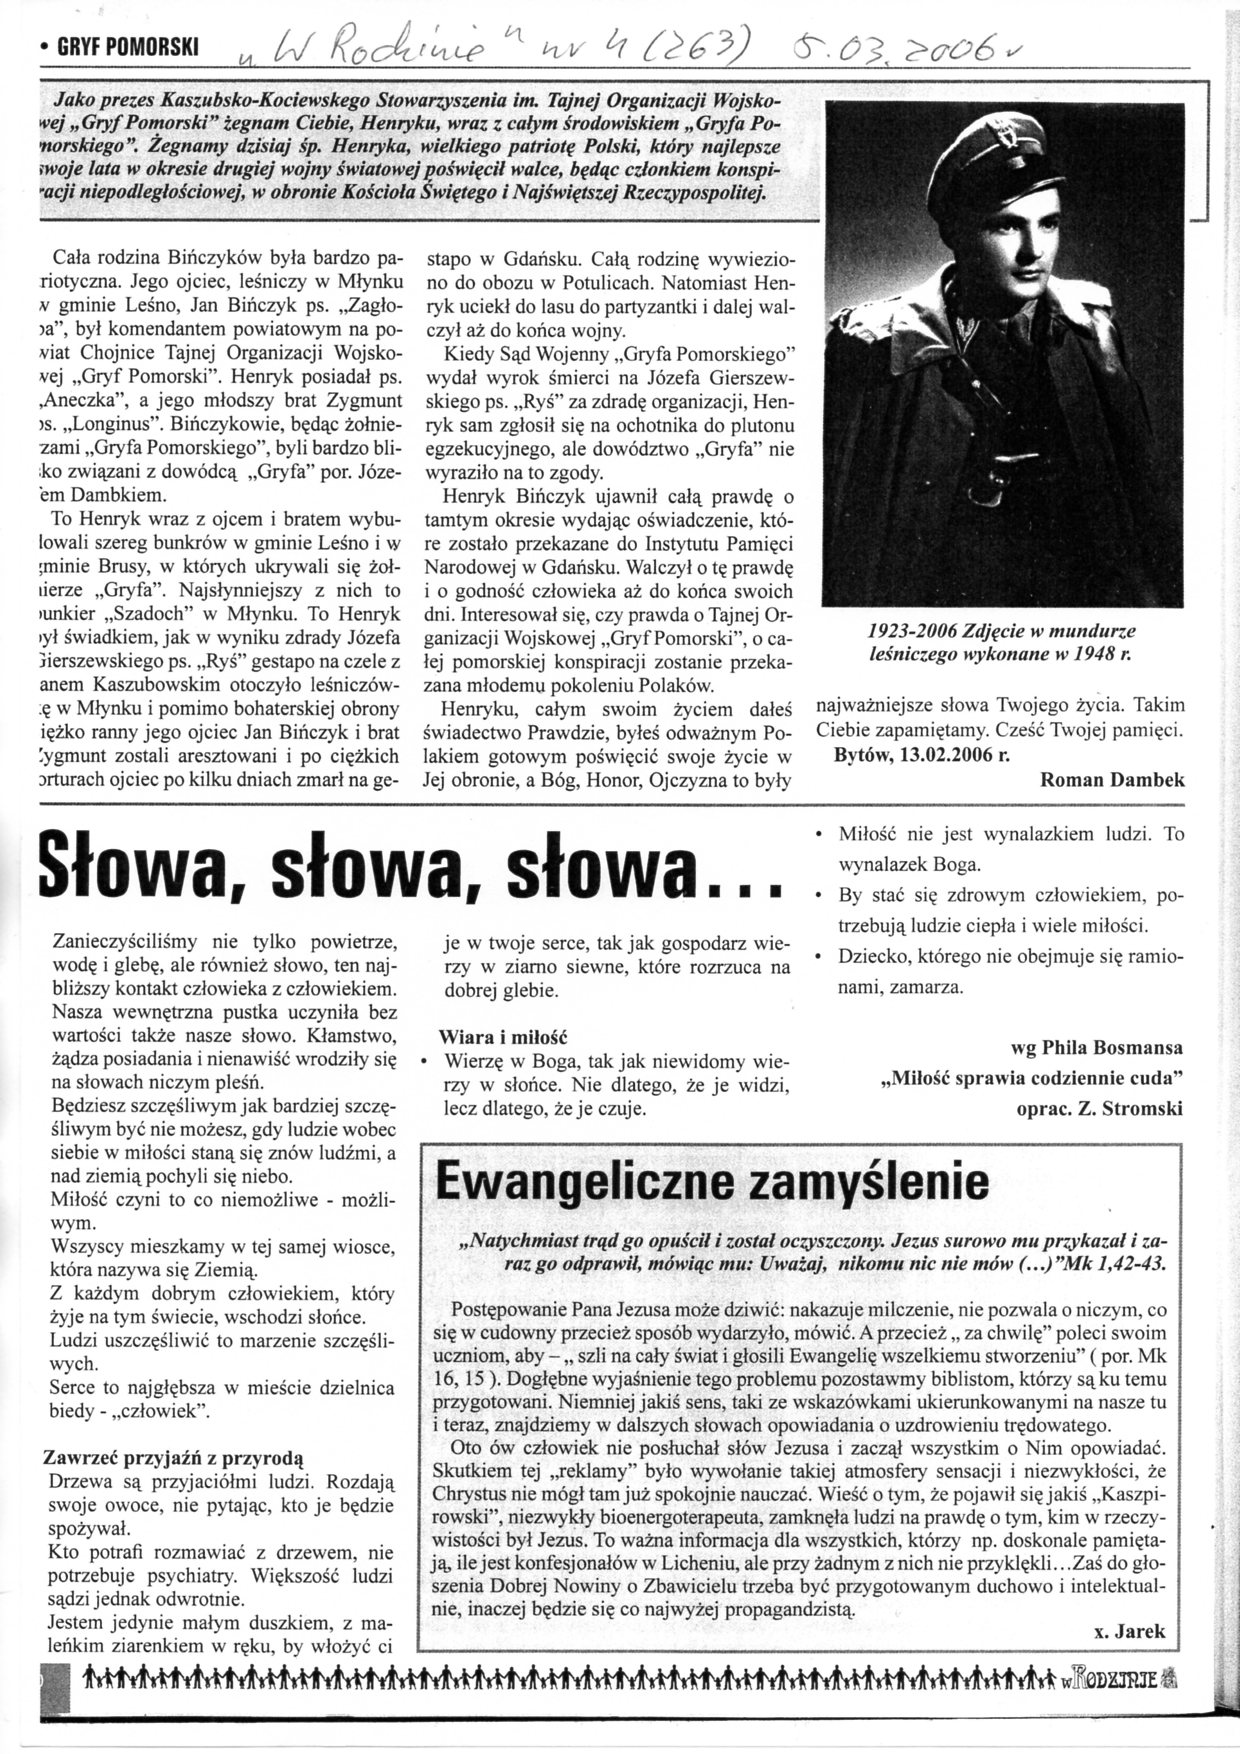 • GRYF POMORSKI
„W Rodzinie" nr 4 (263) 5.03.2006 r
Jako prezes Kaszubsko-Kociewskego Stowarzyszenia im. Tajnej Organizacji Wojsko-
wej „Gryf Pomorski” żegnam Ciebie, Henryku, wraz z całym środowiskiem „Gryfa Po-
morskiego”. Żegnamy dzisiaj śp. Henryka, wielkiego patriotę Polski, który najlepsze
swoje lata w okresie drugiej wojny światowej poświęcił walce, będąc członkiem konspi-
racji niepodległościowej, w obronie Kościoła Świętego i Najświętszej Rzeczypospolitej.
Cała rodzina Bińczyków była bardzo pa-
triotyczna. Jego ojciec, leśniczy w Młynku
w gminie Leśno, Jan Bińczyk ps. „Zagło-
ba”, był komendantem powiatowym na po-
wiat Chojnice Tajnej Organizacji Wojsko-
wej „Gryf Pomorski”. Henryk posiadał ps.
„Aneczka”, a jego młodszy brat Zygmunt
ps. „Longinus”. Bińczykowie, będąc żołnie-
rzami „Gryfa Pomorskiego”, byli bardzo bli-
sko związani z dowódcą „Gryfa” por. Józe-
fem Dambkiem.
To Henryk wraz z ojcem i bratem wybu-
dowali szereg bunkrów w gminie Leśno i w
gminie Brusy, w których ukrywali się żoł-
nierze „Gryfa”. Najsłynniejszy z nich to
bunkier „Szadoch” w Młynku. To Henryk
był świadkiem, jak w wyniku zdrady Józefa
Gierszewskiego ps. „Ryś” gestapo na czele z
Janem Kaszubowskim otoczyło leśniczów-
kę w Młynku i pomimo bohaterskiej obrony
ciężko ranny jego ojciec Jan Bińczyk i brat
Zygmunt zostali aresztowani i po ciężkich
torturach ojciec po kilku dniach zmarł na ge-
stapo w Gdańsku. Całą rodzinę wywiezio-
no do obozu w Potulicach. Natomiast Hen-
ryk uciekł do lasu do partyzantki i dalej wal-
czył aż do końca wojny.
Kiedy Sąd Wojenny „Gryfa Pomorskiego”
wydał wyrok śmierci na Józefa Gierszew-
skiego ps. „Ryś” za zdradę organizacji, Hen-
ryk sam zgłosił się na ochotnika do plutonu
egzekucyjnego, ale dowództwo „Gryfa” nie
wyraziło na to zgody.
Henryk Bińczyk ujawnił całą prawdę o
tamtym okresie wydając oświadczenie, któ-
re zostało przekazane do Instytutu Pamięci
Narodowej w Gdańsku. Walczył o tę prawdę
i o godność człowieka aż do końca swoich
dni. Interesował się, czy prawda o Tajnej Or-
ganizacji Wojskowej „Gryf Pomorski”, o ca-
łej pomorskiej konspiracji zostanie przeka-
zana młodemu pokoleniu Polaków.
Henryku, całym swoim życiem dałeś
świadectwo Prawdzie, byłeś odważnym Po-
lakiem gotowym poświęcić swoje życie w
Jej obronie, a Bóg, Honor, Ojczyzna to były
1923-2006 Zdjęcie w mundurze
leśniczego wykonane w 1948 r.
najważniejsze słowa Twojego życia. Takim
Ciebie zapamiętamy. Cześć Twojej pamięci.
Bytów, 13.02.2006 r.
Roman Dambek
Słowa, słowa, słowa...
Zanieczyściliśmy nie tylko powietrze,
wodę i glebę, ale również słowo, ten naj-
bliższy kontakt człowieka z człowiekiem.
Nasza wewnętrzna pustka uczyniła bez
wartości także nasze słowo. Kłamstwo,
żądza posiadania i nienawiść wrodziły się
na słowach niczym pleśń.
Będziesz szczęśliwym jak bardziej szczę-
śliwym być nie możesz, gdy ludzie wobec
siebie w miłości staną się znów ludźmi, a
nad ziemią pochyli się niebo.
Miłość czyni to co niemożliwe - możli-
wym.
Wszyscy mieszkamy w tej samej wiosce,
która nazywa się Ziemią.
Z każdym dobrym człowiekiem, który
żyje na tym świecie, wschodzi słońce.
Ludzi uszczęśliwić to marzenie szczęśli-
wych.
Serce to najgłębsza w mieście dzielnica
biedy - „człowiek”.
Zawrzeć przyjaźń z przyrodą
Drzewa są przyjaciółmi ludzi. Rozdają
swoje owoce, nie pytając, kto je będzie
spożywał.
Kto potrafi rozmawiać z drzewem, nie
potrzebuje psychiatry. Większość ludzi
sądzi jednak odwrotnie.
Jestem jedynie małym duszkiem, z ma-
leńkim ziarenkiem w ręku, by włożyć ci
je w twoje serce, tak jak gospodarz wie-
rzy w ziarno siewne, które rozrzuca na
dobrej glebie.
Wiara i miłość
• Wierzę w Boga, tak jak niewidomy wie-
rzy w słońce. Nie dlatego, że je widzi,
lecz dlatego, że je czuje.
• Miłość nie jest wynalazkiem ludzi. To
wynalazek Boga.
• By stać się zdrowym człowiekiem, po-
trzebują ludzie ciepła i wiele miłości.
• Dziecko, którego nie obejmuje się ramio-
nami, zamarza.
wg Phila Bosmansa
„Miłość sprawia codziennie cuda”
oprac. Z. Stromski
Ewangeliczne zamyślenie
„Natychmiast trąd go opuścił i został oczyszczony. Jezus surowo mu przykazał i za-
raz go odprawił, mówiąc mu: Uważaj, nikomu nic nie mów (...)”Mk 1,42-43.
Postępowanie Pana Jezusa może dziwić: nakazuje milczenie, nie pozwala o niczym, co
się w cudowny przecież sposób wydarzyło, mówić. A przecież „ za chwilę” poleci swoim
uczniom, aby – „ szli na cały świat i głosili Ewangelię wszelkiemu stworzeniu” ( por. Mk
16, 15 ). Dogłębne wyjaśnienie tego problemu pozostawmy biblistom, którzy są ku temu
przygotowani. Niemniej jakiś sens, taki ze wskazówkami ukierunkowanymi na nasze tu
i teraz, znajdziemy w dalszych słowach opowiadania o uzdrowieniu trędowatego.
Oto ów człowiek nie posłuchał słów Jezusa i zaczął wszystkim o Nim opowiadać.
Skutkiem tej „reklamy” było wywołanie takiej atmosfery sensacji i niezwykłości, że
Chrystus nie mógł tam już spokojnie nauczać. Wieść o tym, że pojawił się jakiś „Kaszpi-
rowski”, niezwykły bioenergoterapeuta, zamknęła ludzi na prawdę o tym, kim w rzeczy-
wistości był Jezus. To ważna informacja dla wszystkich, którzy np. doskonale pamięta-
ją, ile jest konfesjonałów w Licheniu, ale przy żadnym z nich nie przyklękli...Zaś do gło-
szenia Dobrej Nowiny o Zbawicielu trzeba być przygotowanym duchowo i intelektual-
nie, inaczej będzie się co najwyżej propagandzistą.
x. Jarek
w RODZINIE